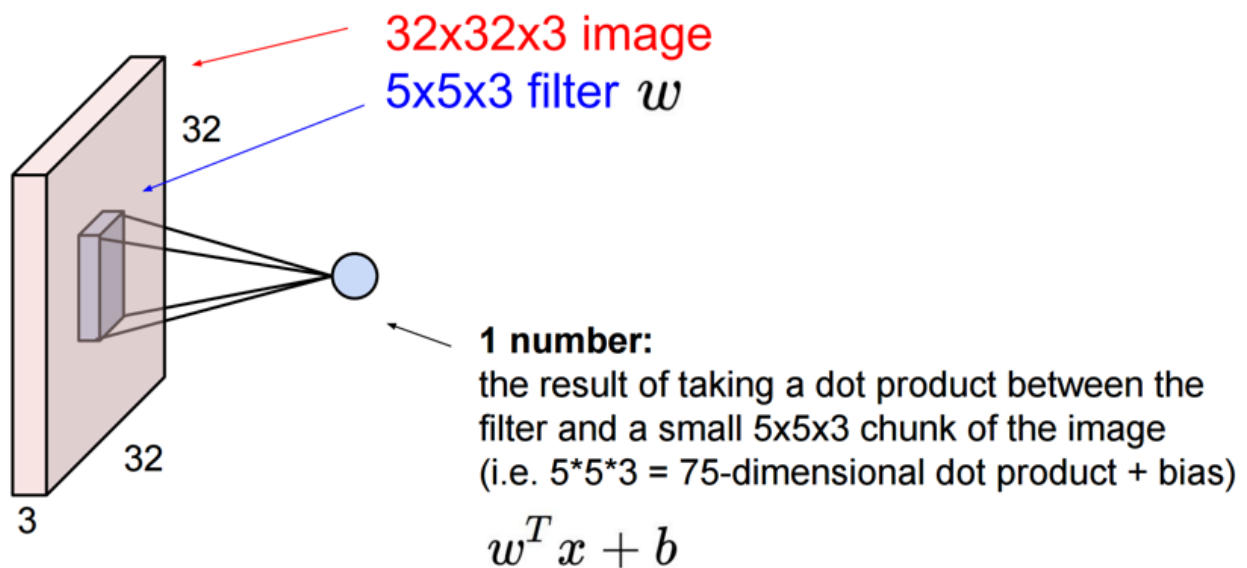 32x32x3 image
5x5x3 filter w
32
32
3
1 number:
the result of taking a dot product between the
filter and a small 5x5x3 chunk of the image
(i.e. 5*5*3 = 75-dimensional dot product + bias)
w^T x + b